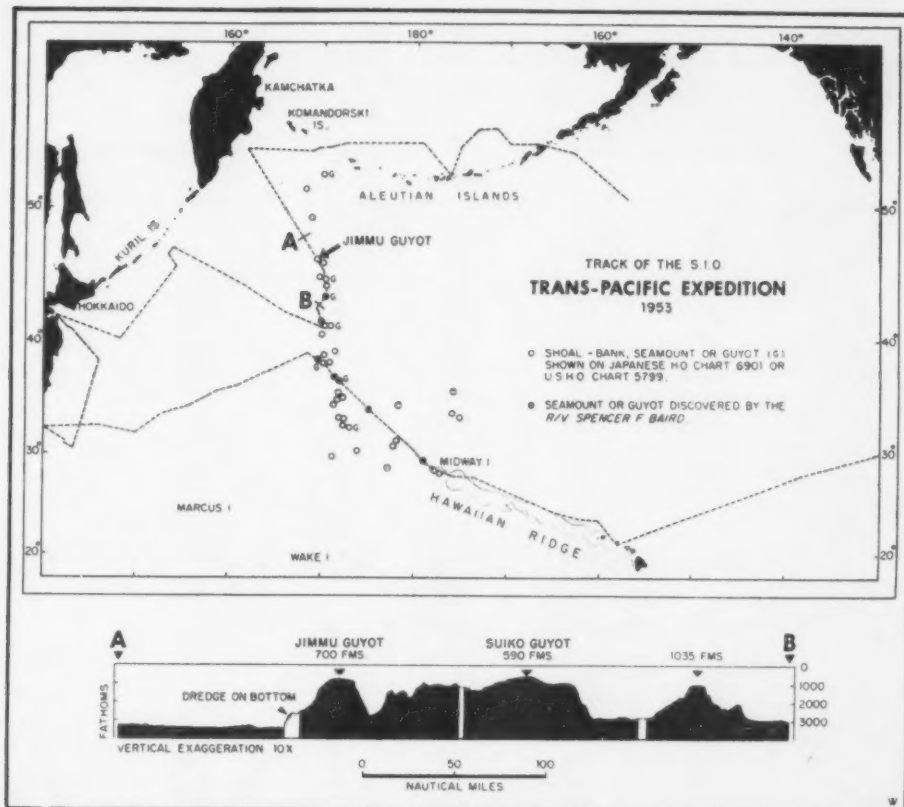 160°
180°
160°
140°
KAMCHATKA
KOMANDORSKI
IS.
ALEUTIAN ISLANDS
50°
50°
KURIL IS.
A
JIMMU GUYOT
G
G
B
G
HOKKAIDO
G
G
G
G
40°
40°
TRACK OF THE S.I.O.
TRANS-PACIFIC EXPEDITION
1953
SHOAL-BANK, SEAMOUNT OR GUYOT (G)
SHOWN ON JAPANESE HO CHART 6901 OR
USHO CHART 5799.
SEAMOUNT OR GUYOT DISCOVERED BY THE
R/V SPENCER F BAIRD
30°
30°
MIDWAY I.
HAWAIIAN RIDGE
MARCUS I
WAKE I
20°
20°
A
B
JIMMU GUYOT
700 FMS.
SUIKO GUYOT
590 FMS.
1035 FMS.
DREDGE ON BOTTOM
FATHOMS
0
1000
2000
3000
VERTICAL EXAGGERATION 10X
0 50 100
NAUTICAL MILES
W